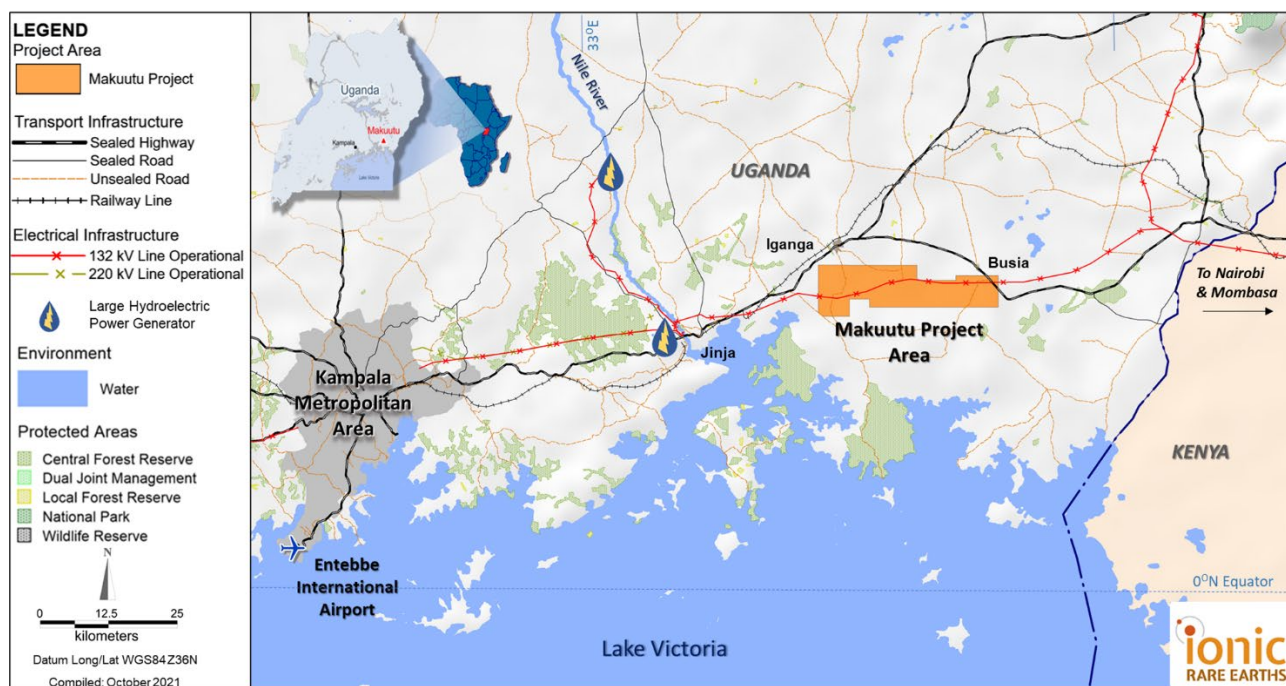 LEGEND
Project Area
Makuutu Project
Transport Infrastructure
Sealed Highway
Sealed Road
Unsealed Road
Railway Line
Electrical Infrastructure
132 kV Line Operational
220 kV Line Operational
Large Hydroelectric
Power Generator
Environment
Water
Protected Areas
Central Forest Reserve
Dual Joint Management
Local Forest Reserve
National Park
Wildlife Reserve
N
0 12.5 25
kilometers
Datum Long/Lat WGS84 Z36N
Compiled: October 2021
Uganda
Makuutu
Kampala
Lake Victoria
33°E
Nile River
UGANDA
Iganga
Busia
To Nairobi
& Mombasa
Makuutu Project
Area
Jinja
Kampala
Metropolitan
Area
KENYA
Entebbe
International
Airport
0°N Equator
Lake Victoria
ionic
RARE EARTHS